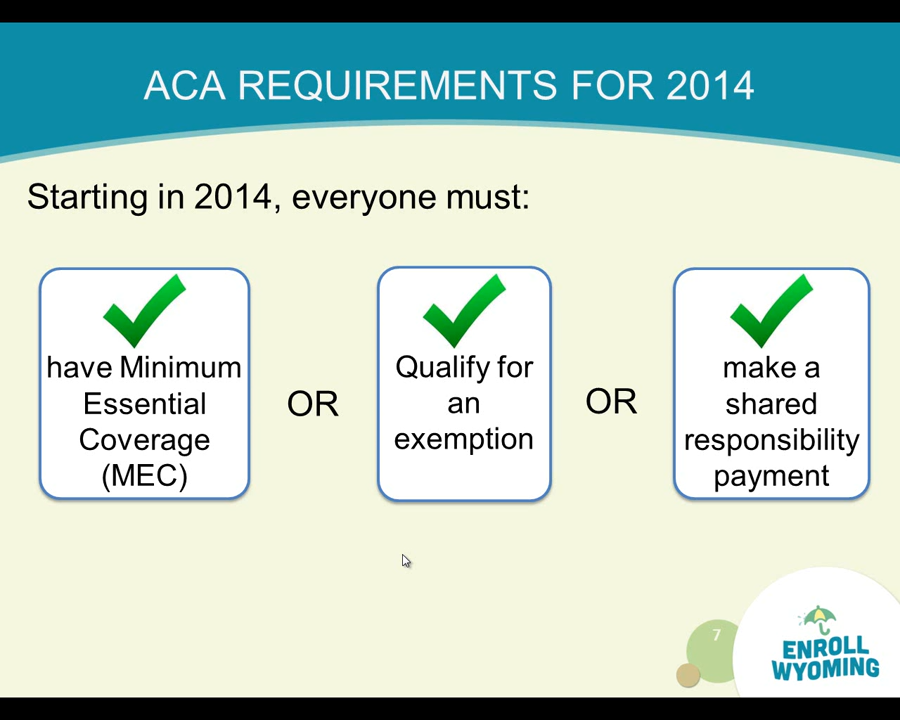 ACA REQUIREMENTS FOR 2014
Starting in 2014, everyone must:
have Minimum
Essential
Coverage
(MEC)
OR
Qualify for
an
exemption
OR
make a
shared
responsibility
payment
7
ENROLL
WYOMING